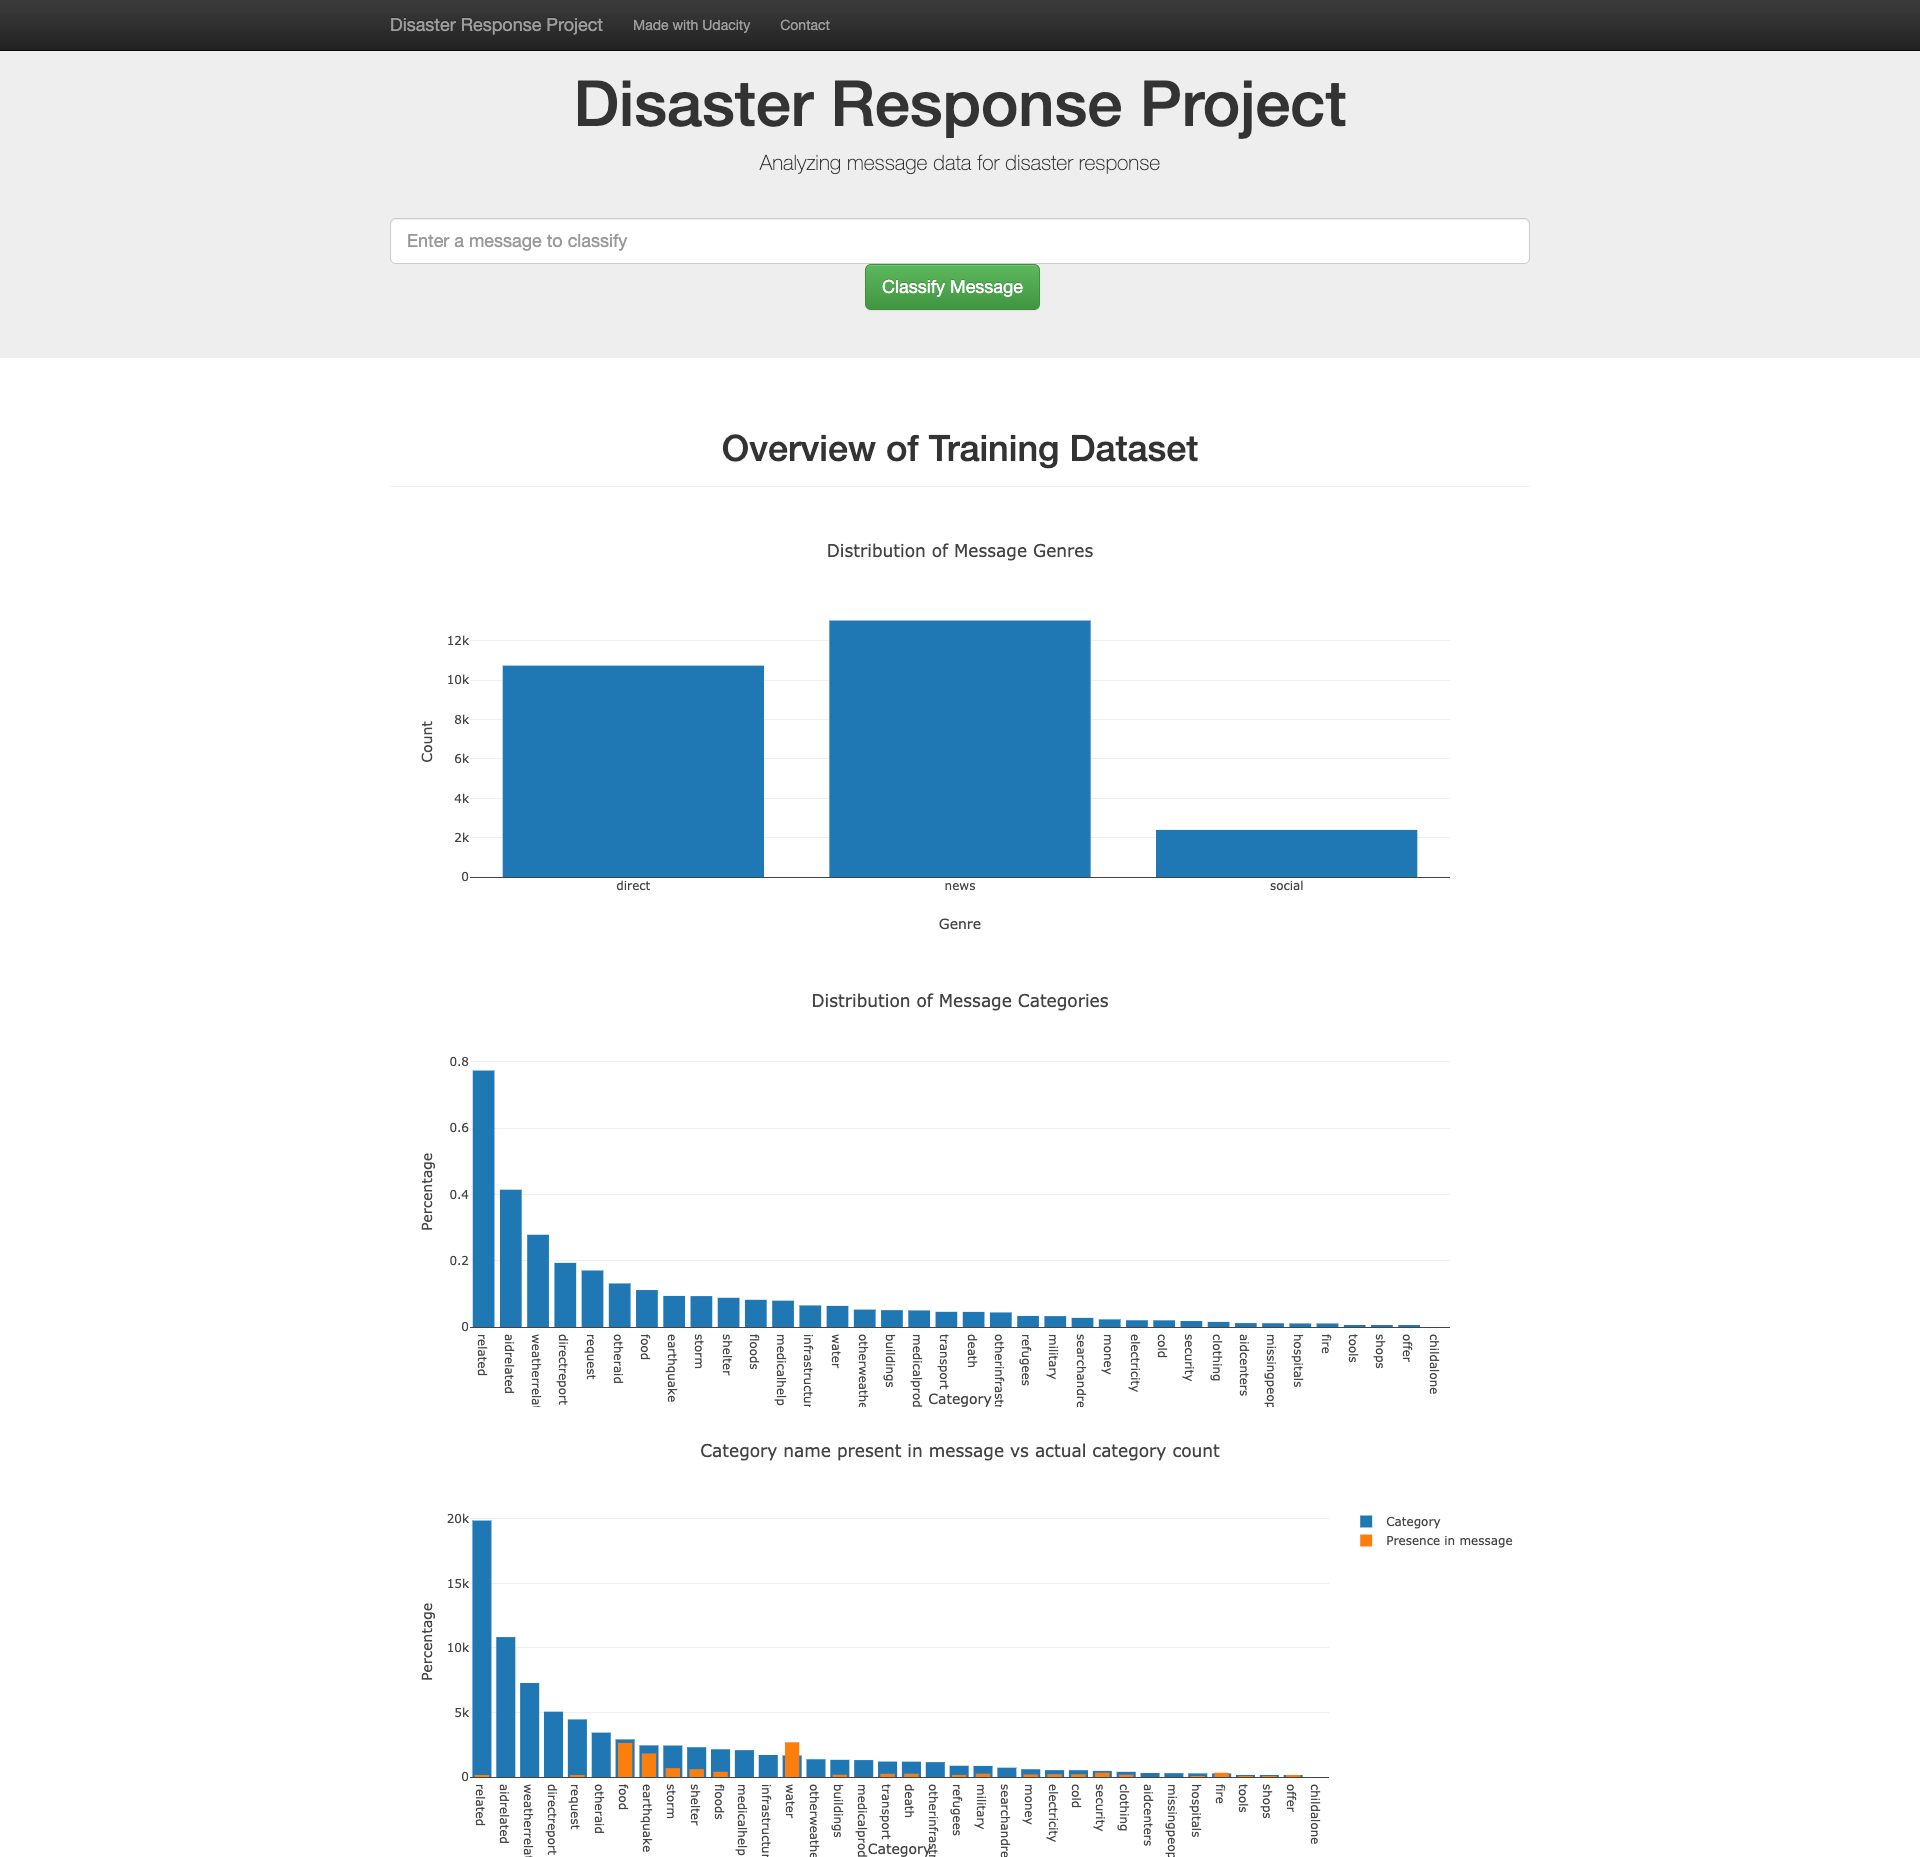 Disaster Response Project Made with Udacity Contact
Disaster Response Project
Analyzing message data for disaster response
Enter a message to classify
Classify Message
Overview of Training Dataset
Distribution of Message Genres
12k
10k
8k
6k
4k
2k
0
Count
direct news social
Genre
Distribution of Message Categories
0.8
0.6
0.4
0.2
0
Percentage
related aidrelated weatherrela directreport request otheraid food earthquake storm shelter floods medicalhelp infrastructur water otherweathe buildings medicalprod transport death otherinfrastr refugees military searchandre money electricity cold security clothing aidcenters missingpeop hospitals fire tools shops offer childalone
Category
Category name present in message vs actual category count
20k
15k
10k
5k
0
Percentage
Category
Presence in message
related aidrelated weatherrela directreport request otheraid food earthquake storm shelter floods medicalhelp infrastructur water otherweathe buildings medicalprod transport death otherinfrast refugees military searchandre money electricity cold security clothing aidcenters missingpeop hospitals fire tools shops offer childalone
Category